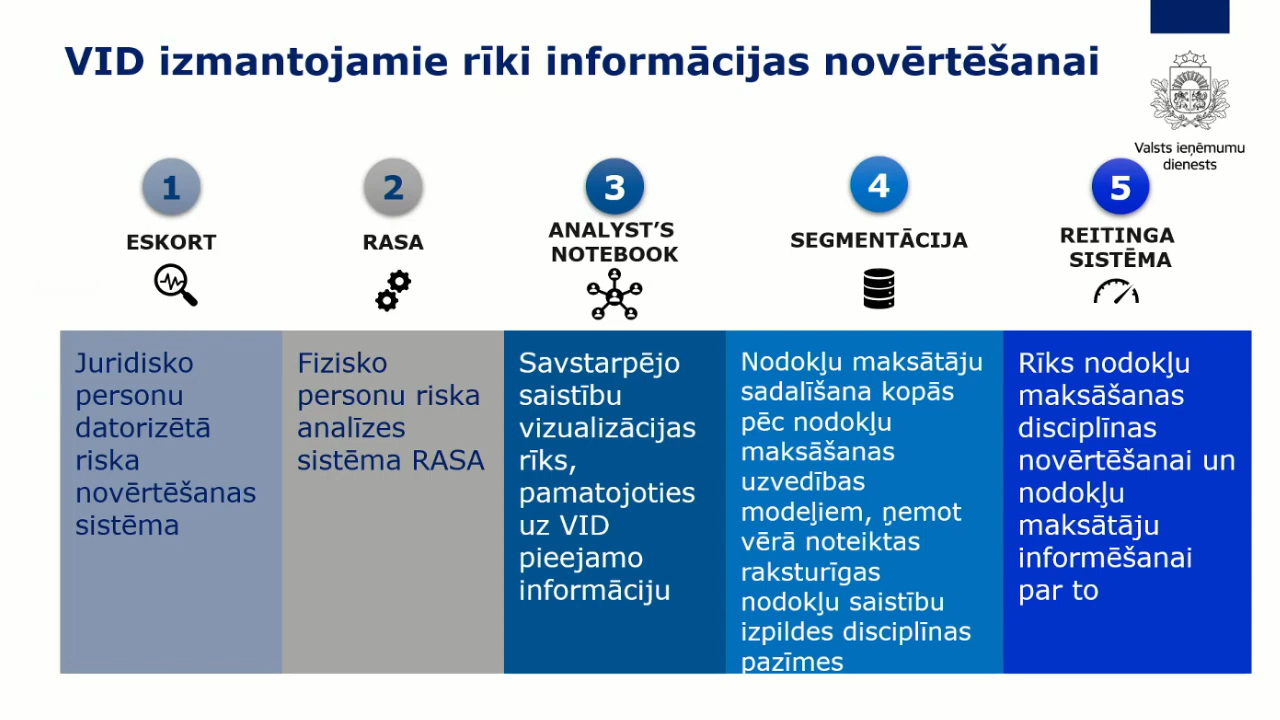 VID izmantojamie rīki informācijas novērtēšanai
Valsts ieņēmumu
dienests
1
ESKORT
Juridisko
personu
datorizētā
riska
novērtēšanas
sistēma
2
RASA
Fizisko
personu riska
analīzes
sistēma RASA
3
ANALYST’S
NOTEBOOK
Savstarpējo
saistību
vizualizācijas
rīks,
pamatojoties
uz VID
pieejamo
informāciju
4
SEGMENTĀCIJA
Nodokļu maksātāju
sadalīšana kopās
pēc nodokļu
maksāšanas
uzvedības
modeļiem, ņemot
vērā noteiktas
raksturīgas
nodokļu saistību
izpildes disciplīnas
pazīmes
5
REITINGA
SISTĒMA
Rīks nodokļu
maksāšanas
disciplīnas
novērtēšanai un
nodokļu
maksātāju
informēšanai
par to